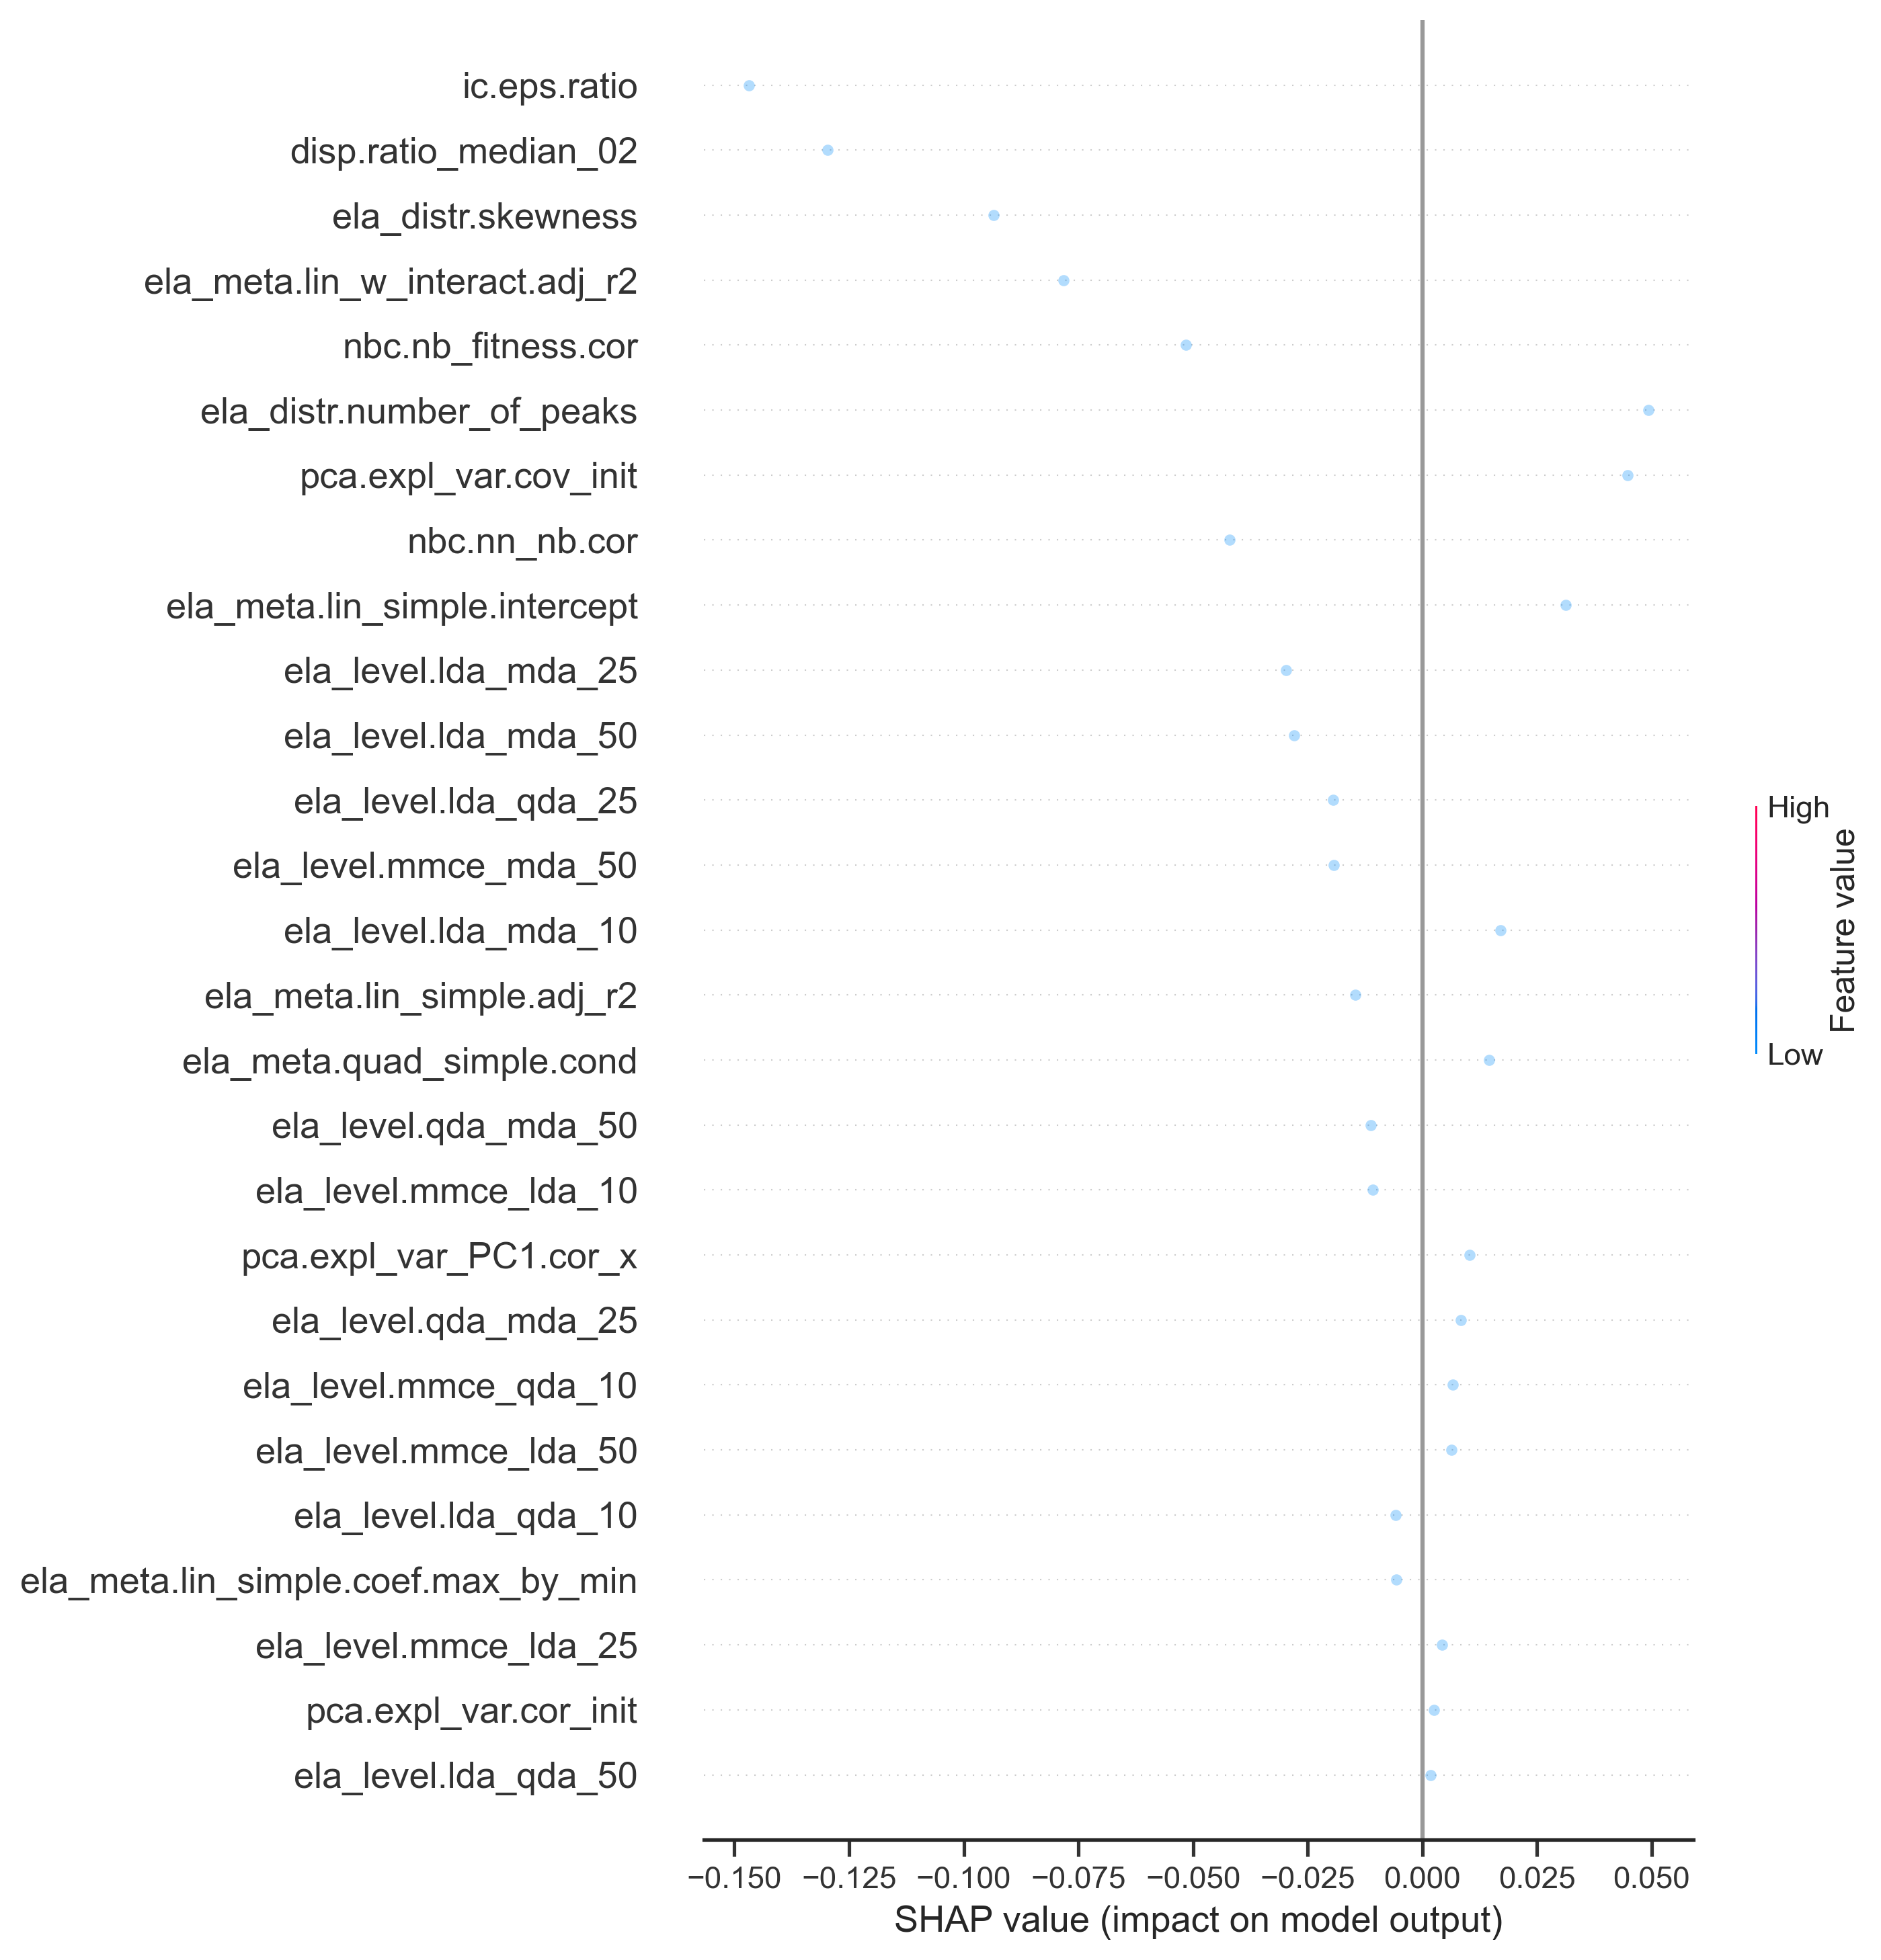 ic.eps.ratio
disp.ratio_median_02
ela_distr.skewness
ela_meta.lin_w_interact.adj_r2
nbc.nb_fitness.cor
ela_distr.number_of_peaks
pca.expl_var.cov_init
nbc.nn_nb.cor
ela_meta.lin_simple.intercept
ela_level.lda_mda_25
ela_level.lda_mda_50
ela_level.lda_qda_25
ela_level.mmce_mda_50
ela_level.lda_mda_10
ela_meta.lin_simple.adj_r2
ela_meta.quad_simple.cond
ela_level.qda_mda_50
ela_level.mmce_lda_10
pca.expl_var_PC1.cor_x
ela_level.qda_mda_25
ela_level.mmce_qda_10
ela_level.mmce_lda_50
ela_level.lda_qda_10
ela_meta.lin_simple.coef.max_by_min
ela_level.mmce_lda_25
pca.expl_var.cor_init
ela_level.lda_qda_50
−0.150 −0.125 −0.100 −0.075 −0.050 −0.025 0.000 0.025 0.050
SHAP value (impact on model output)
High
Feature value
Low